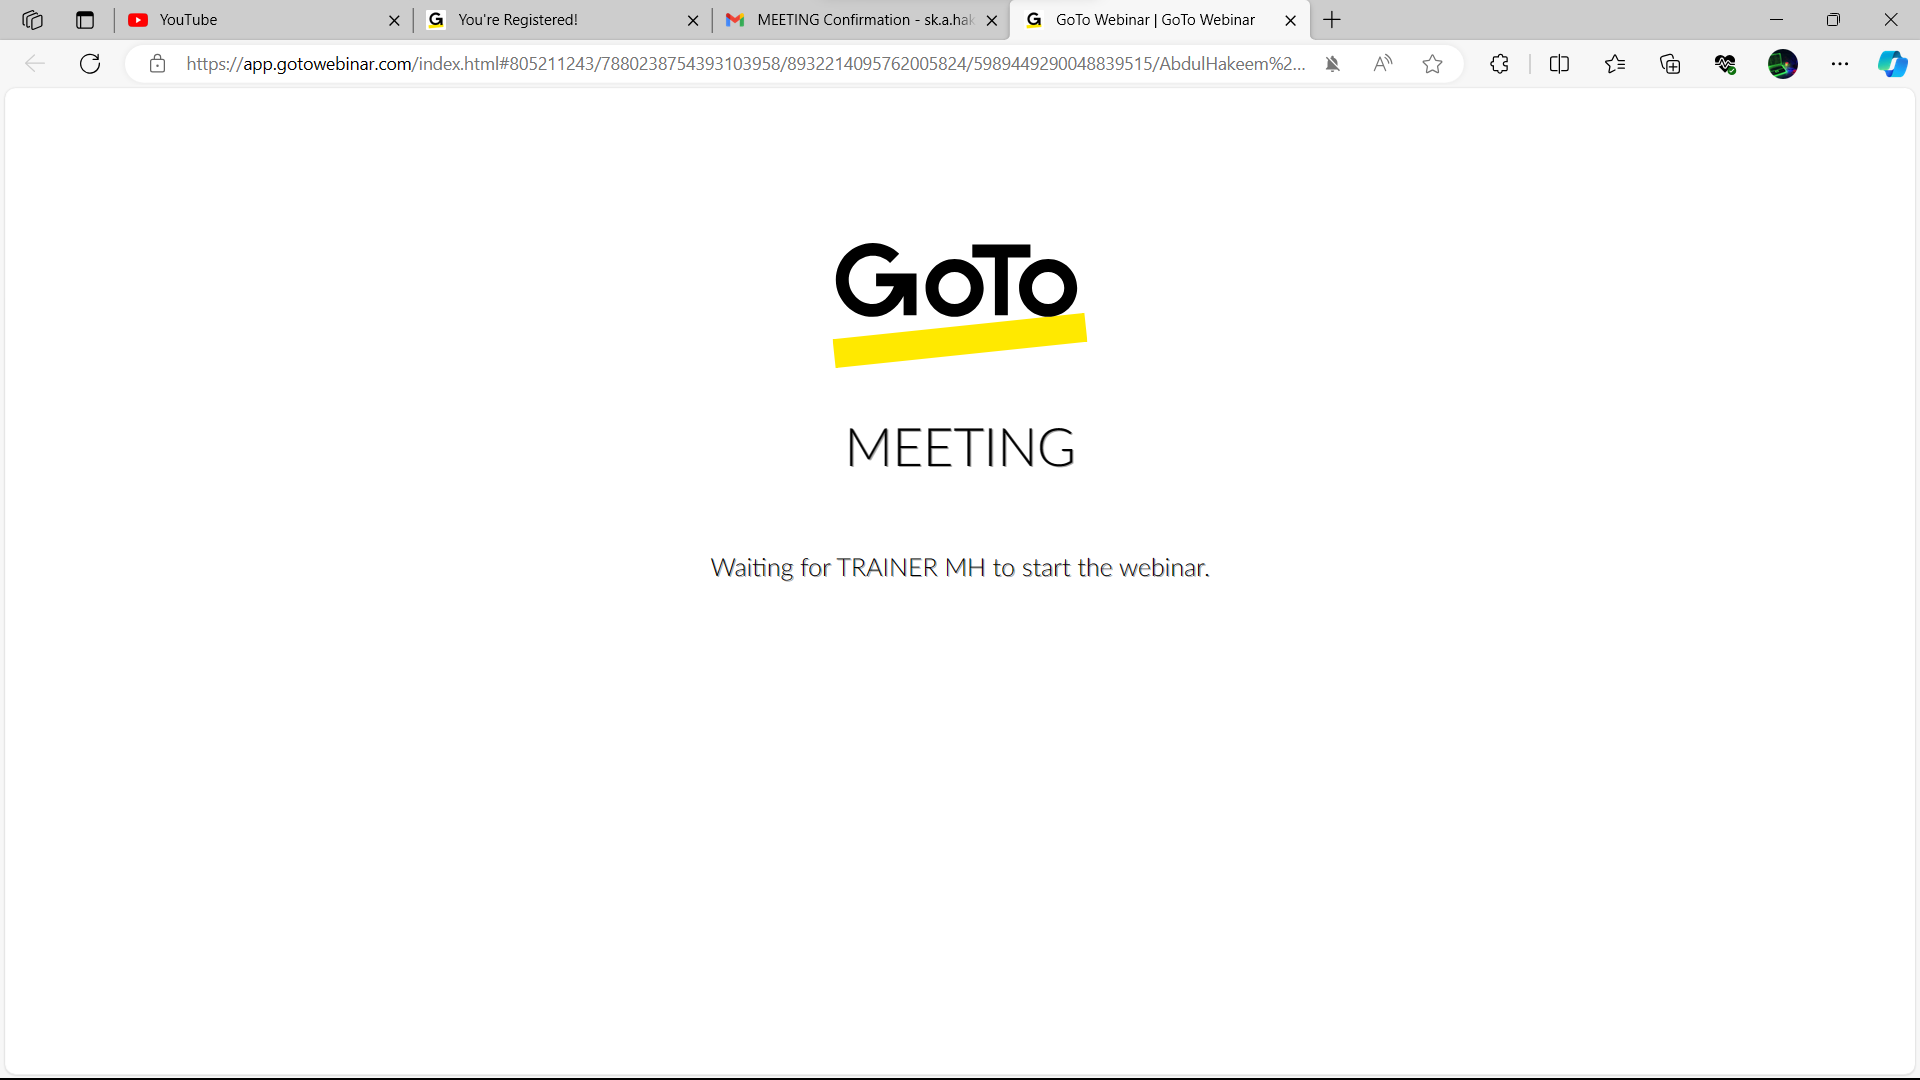 YouTube
You're Registered!
MEETING Confirmation - sk.a.hak
GoTo Webinar | GoTo Webinar
https://app.gotowebinar.com/index.html#805211243/7880238754393103958/8932214095762005824/5989449290048839515/AbdulHakeem%2...
GoTo
MEETING
Waiting for TRAINER MH to start the webinar.